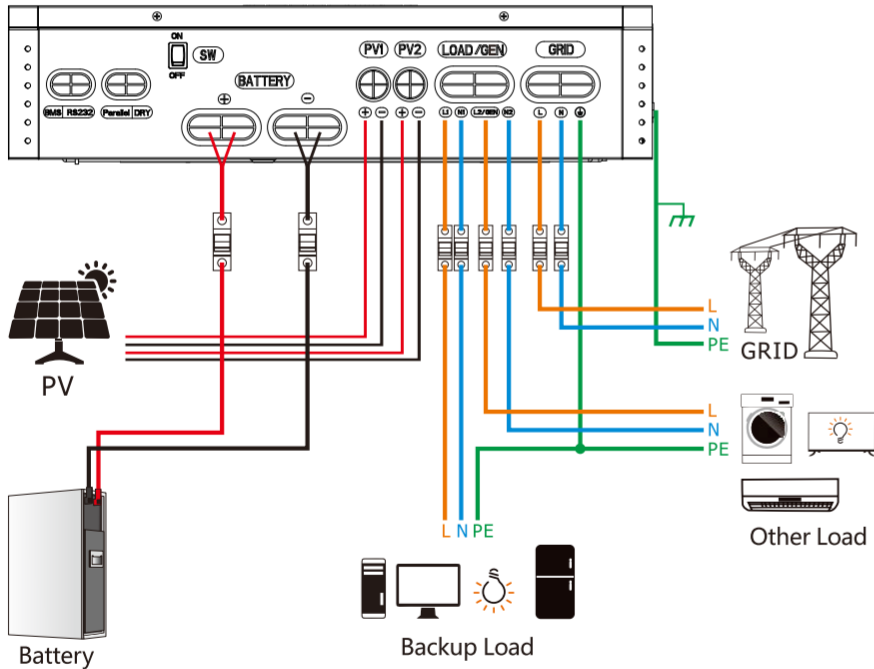 ON
OFF
SW
BATTERY
+
−
PV1
PV2
LOAD/GEN
GRID
BMS RS232
Parallel DRY
+ − + −
L1 N1 L2/GEN N2
L N
L
N
PE
GRID
PV
L
N
PE
Other Load
L N PE
Backup Load
Battery